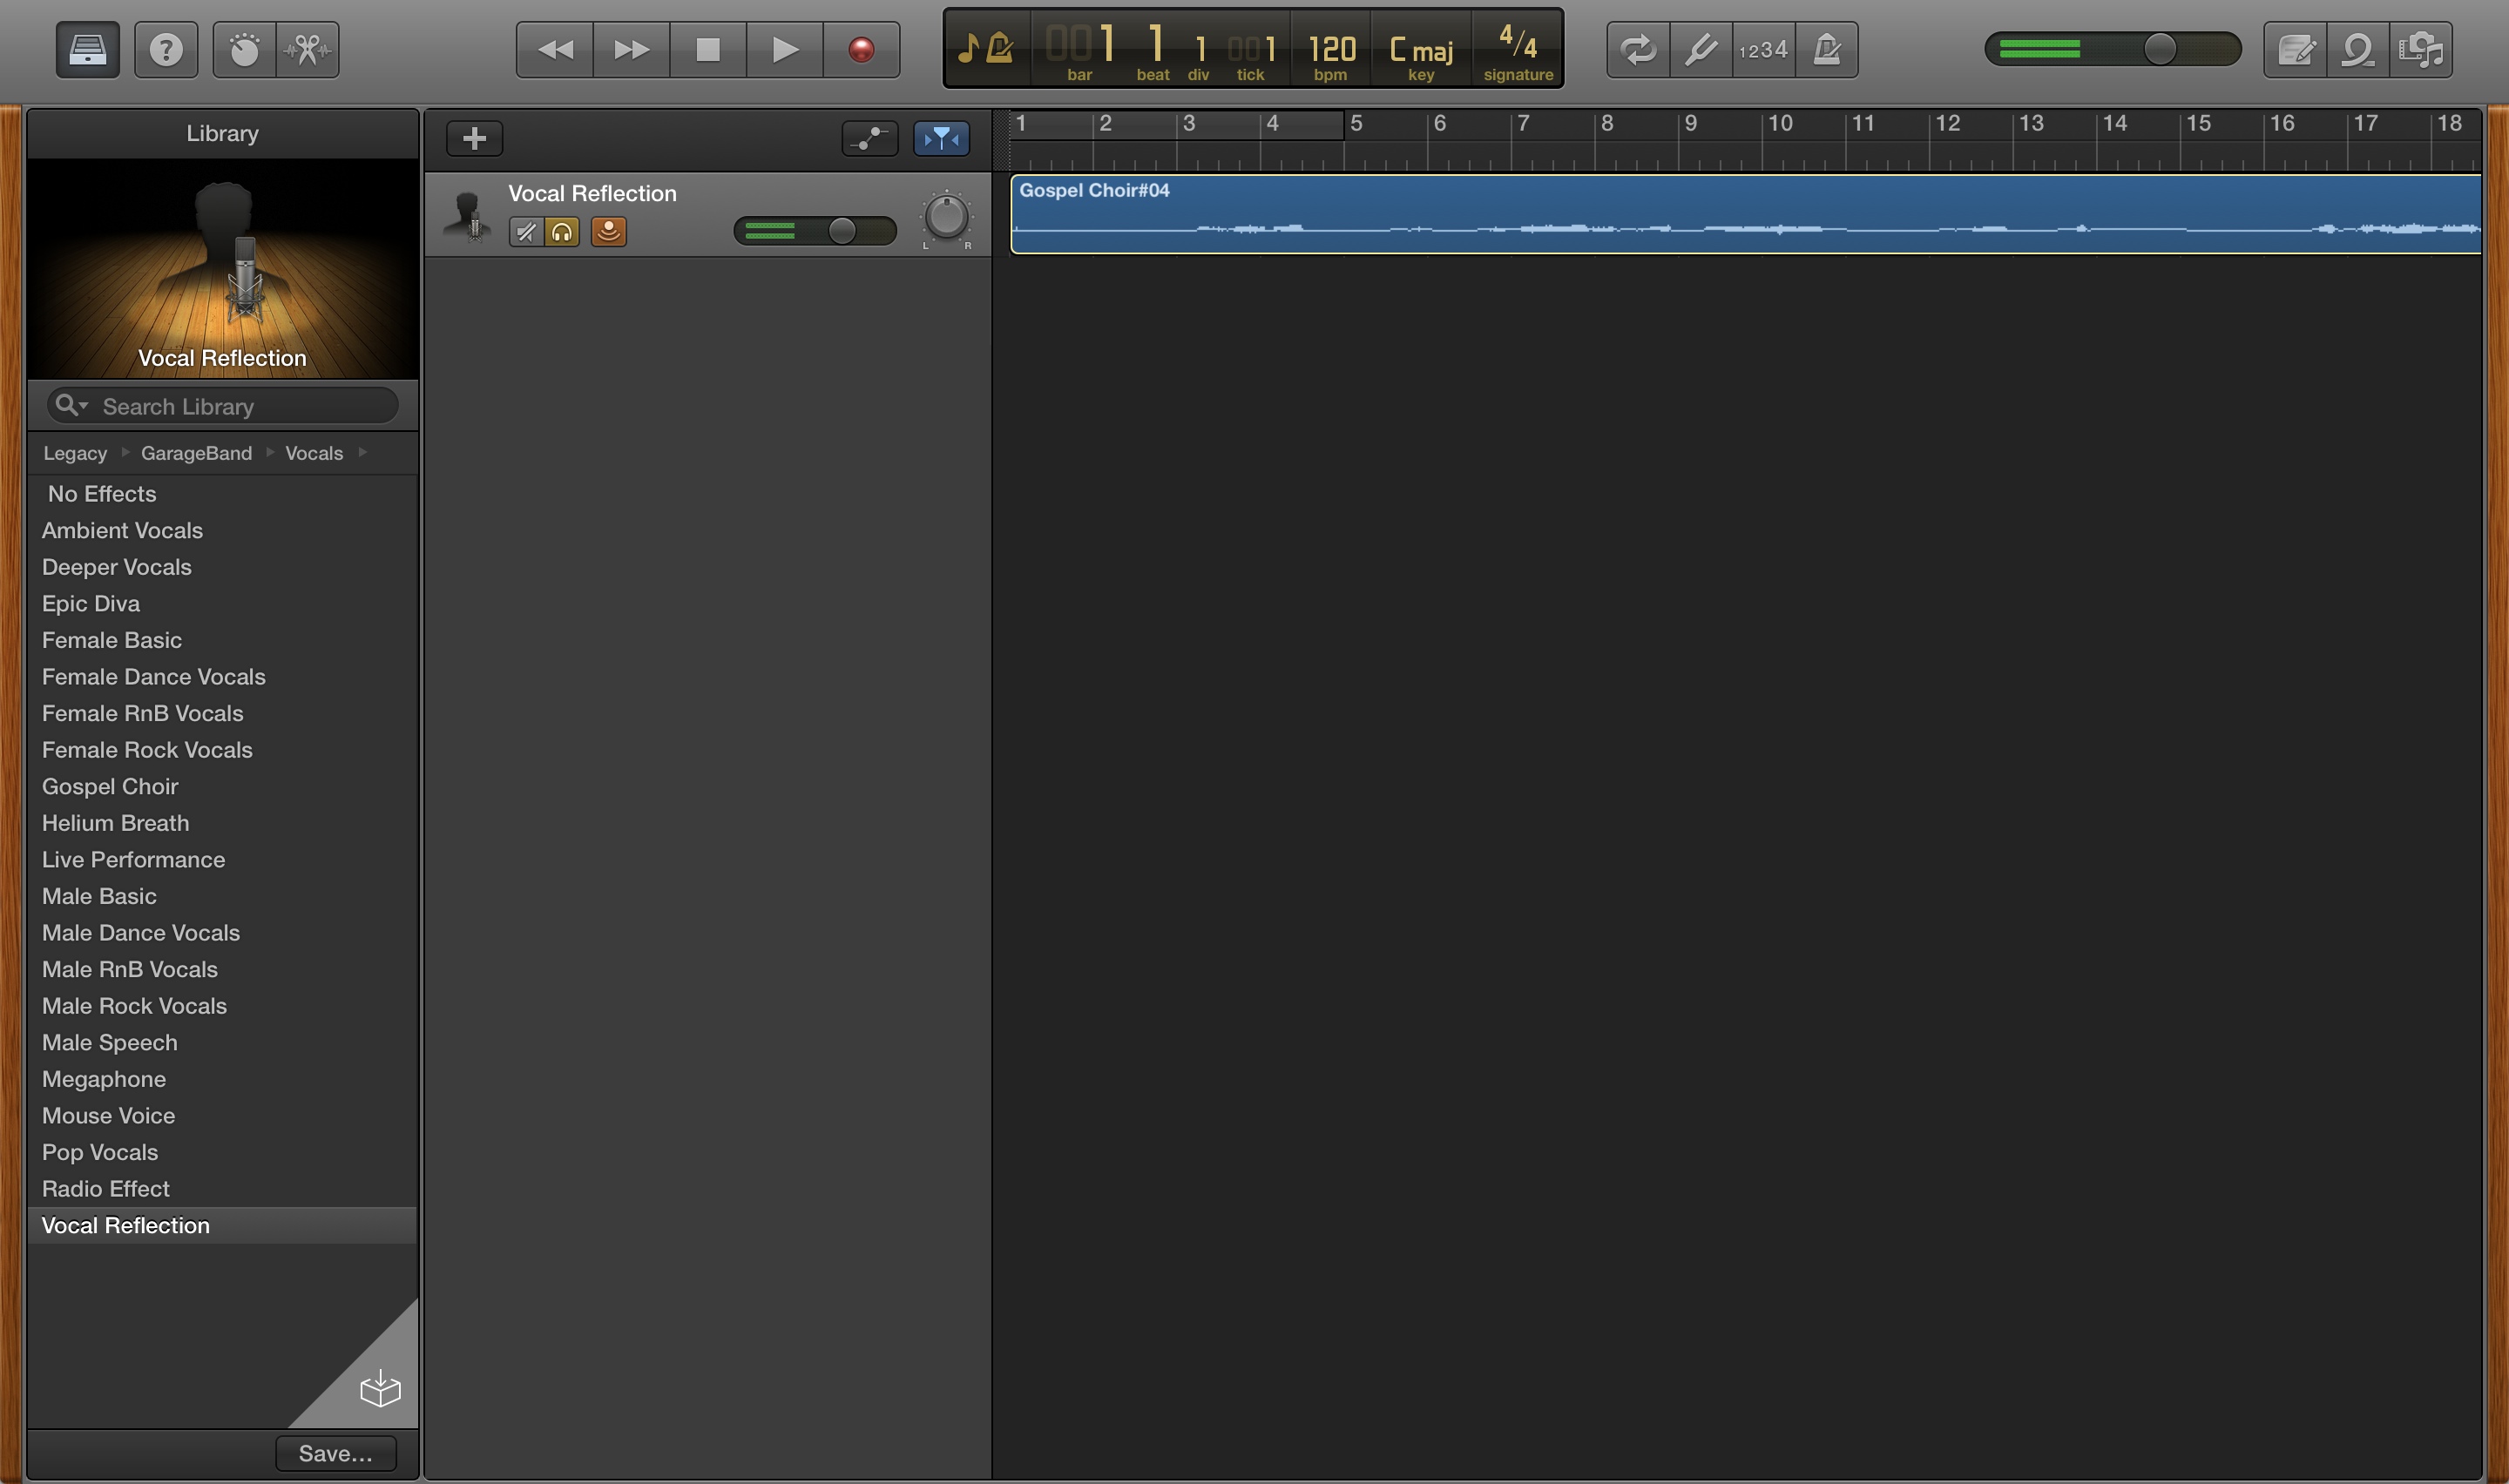 001 1 1 001 120 C maj 4/4
bar beat div tick bpm key signature
1234
Library
Vocal Reflection
Search Library
Legacy GarageBand Vocals
No Effects
Ambient Vocals
Deeper Vocals
Epic Diva
Female Basic
Female Dance Vocals
Female RnB Vocals
Female Rock Vocals
Gospel Choir
Helium Breath
Live Performance
Male Basic
Male Dance Vocals
Male RnB Vocals
Male Rock Vocals
Male Speech
Megaphone
Mouse Voice
Pop Vocals
Radio Effect
Vocal Reflection
Save...
Vocal Reflection
L R
1 2 3 4 5 6 7 8 9 10 11 12 13 14 15 16 17 18
Gospel Choir#04